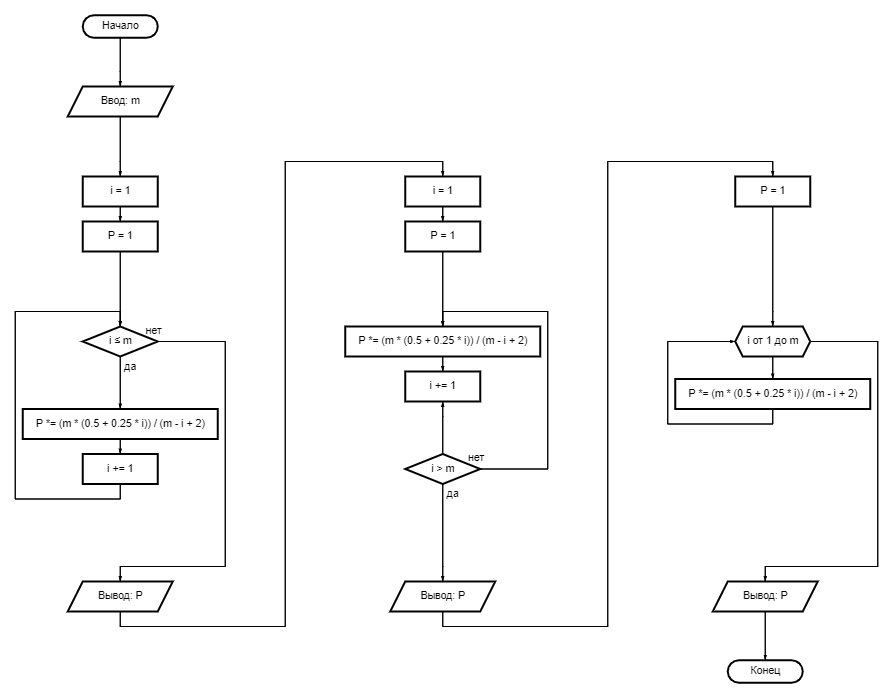 Начало
Ввод: m
i = 1
P = 1
i ≤ m
нет
да
P *= (m * (0.5 + 0.25 * i)) / (m - i + 2)
i += 1
Вывод: P
i = 1
P = 1
P *= (m * (0.5 + 0.25 * i)) / (m - i + 2)
i += 1
i > m
нет
да
Вывод: P
P = 1
i от 1 до m
P *= (m * (0.5 + 0.25 * i)) / (m - i + 2)
Вывод: P
Конец